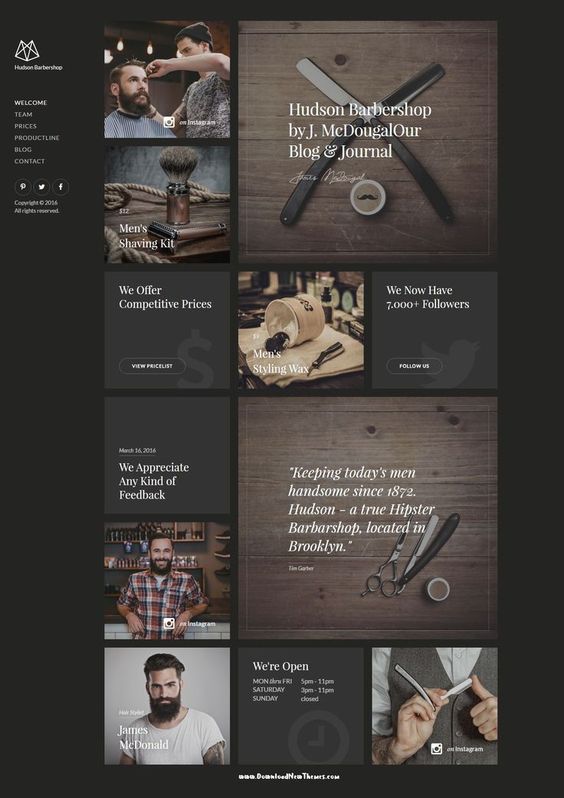 Hudson Barbershop
WELCOME
TEAM
PRICES
PRODUCTLINE
BLOG
CONTACT
Copyright © 2016
All rights reserved.
on Instagram
Hudson Barbershop
by J. McDougalOur
Blog & Journal
James McDougal
$12
Men's
Shaving Kit
We Offer
Competitive Prices
VIEW PRICELIST
$9
Men's
Styling Wax
We Now Have
7.000+ Followers
FOLLOW US
March 16, 2016
We Appreciate
Any Kind of
Feedback
"Keeping today's men
handsome since 1872.
Hudson - a true Hipster
Barbarshop, located in
Brooklyn."
Tim Garber
on Instagram
Hair Stylist
James
McDonald
We're Open
MON thru FRI 5pm - 11pm
SATURDAY 3pm - 11pm
SUNDAY closed
on Instagram
www.DownloadNewThemes.com